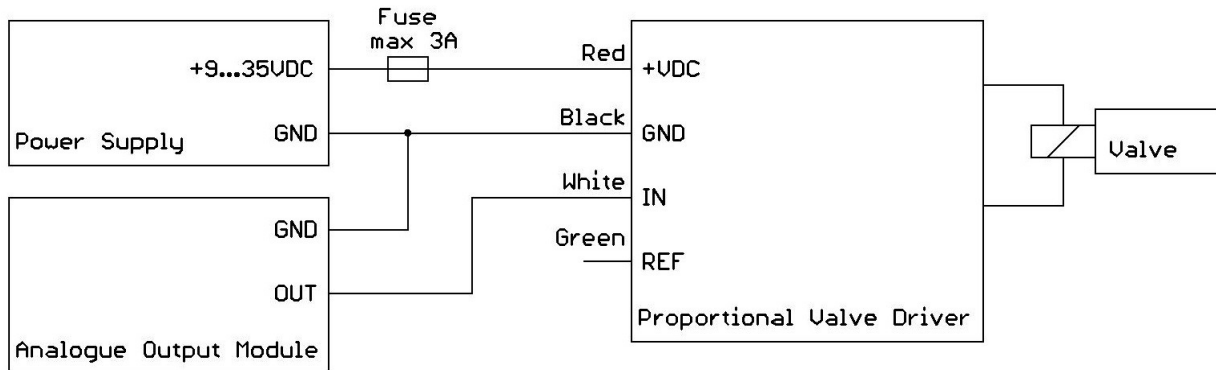 Fuse
max 3A
+9...35VDC
Red
+VDC
GND
Black
GND
Power Supply
White
IN
Valve
GND
Green
REF
OUT
Proportional Valve Driver
Analogue Output Module